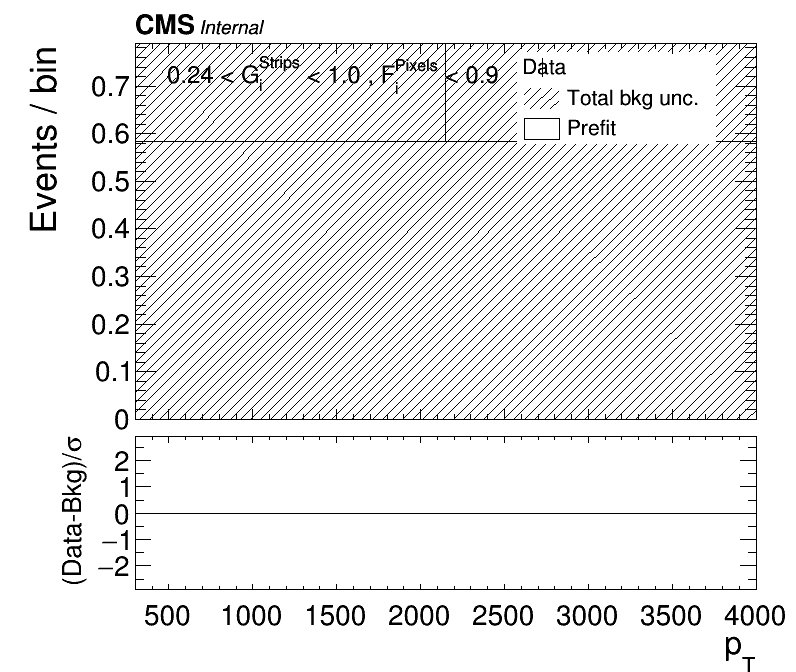 CMS Internal
Events / bin
0.24 < G_i^Strips < 1.0 , F_i^Pixels < 0.9
Data
Total bkg unc.
Prefit
0.7
0.6
0.5
0.4
0.3
0.2
0.1
0
(Data-Bkg)/σ
2
1
0
−1
−2
500 1000 1500 2000 2500 3000 3500 4000
p_T